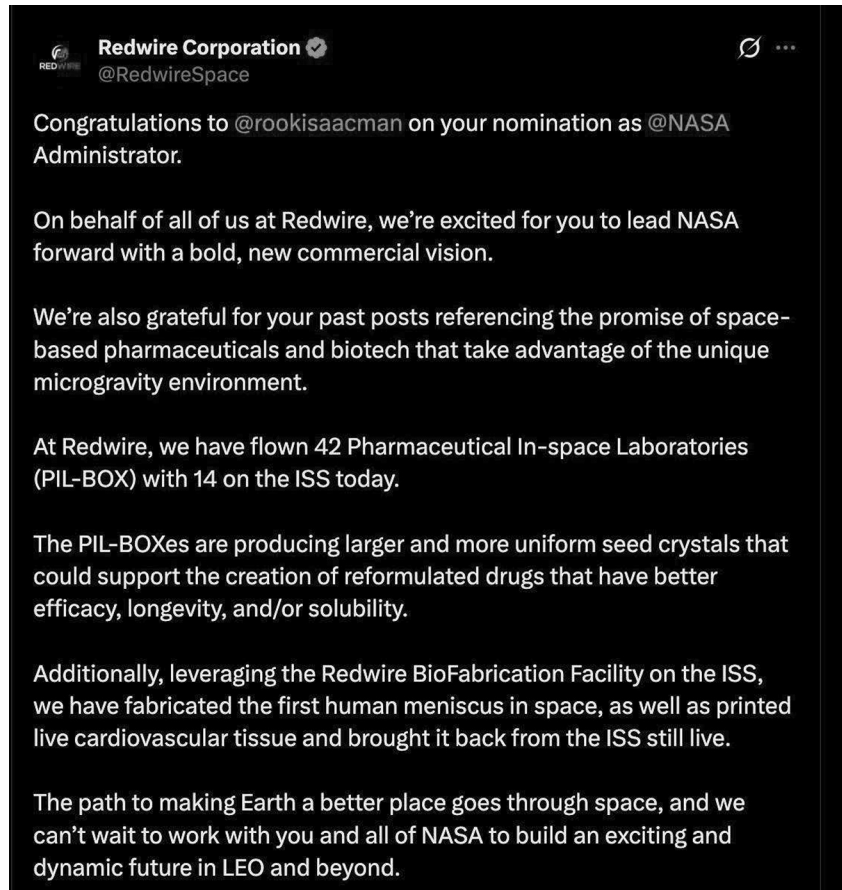 Redwire Corporation
REDWIRE
@RedwireSpace
Congratulations to @rookisaacman on your nomination as @NASA
Administrator.
On behalf of all of us at Redwire, we’re excited for you to lead NASA
forward with a bold, new commercial vision.
We’re also grateful for your past posts referencing the promise of space-
based pharmaceuticals and biotech that take advantage of the unique
microgravity environment.
At Redwire, we have flown 42 Pharmaceutical In-space Laboratories
(PIL-BOX) with 14 on the ISS today.
The PIL-BOXes are producing larger and more uniform seed crystals that
could support the creation of reformulated drugs that have better
efficacy, longevity, and/or solubility.
Additionally, leveraging the Redwire BioFabrication Facility on the ISS,
we have fabricated the first human meniscus in space, as well as printed
live cardiovascular tissue and brought it back from the ISS still live.
The path to making Earth a better place goes through space, and we
can’t wait to work with you and all of NASA to build an exciting and
dynamic future in LEO and beyond.